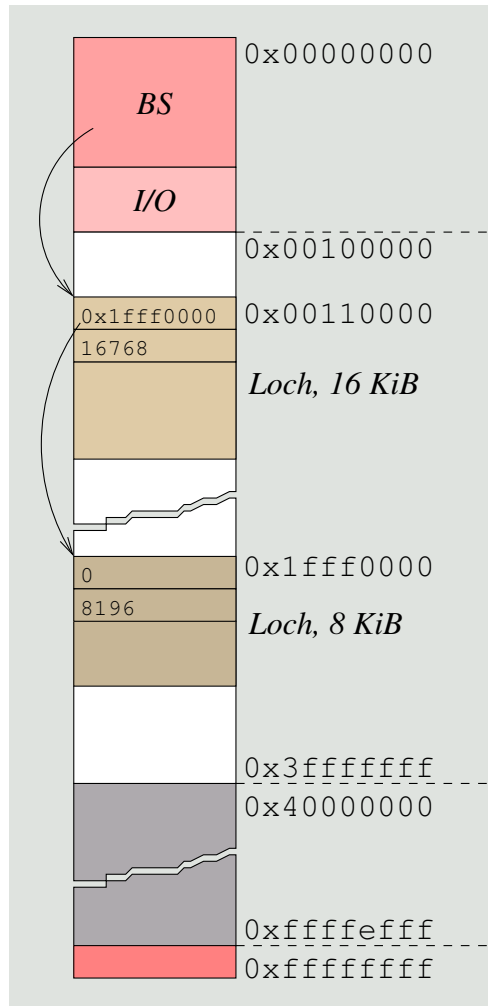 0x00000000
BS
I/O
0x00100000
0x1fff0000
0x00110000
16768
Loch, 16 KiB
0
0x1fff0000
8196
Loch, 8 KiB
0x3fffffff
0x40000000
0xffffefff
0xffffffff